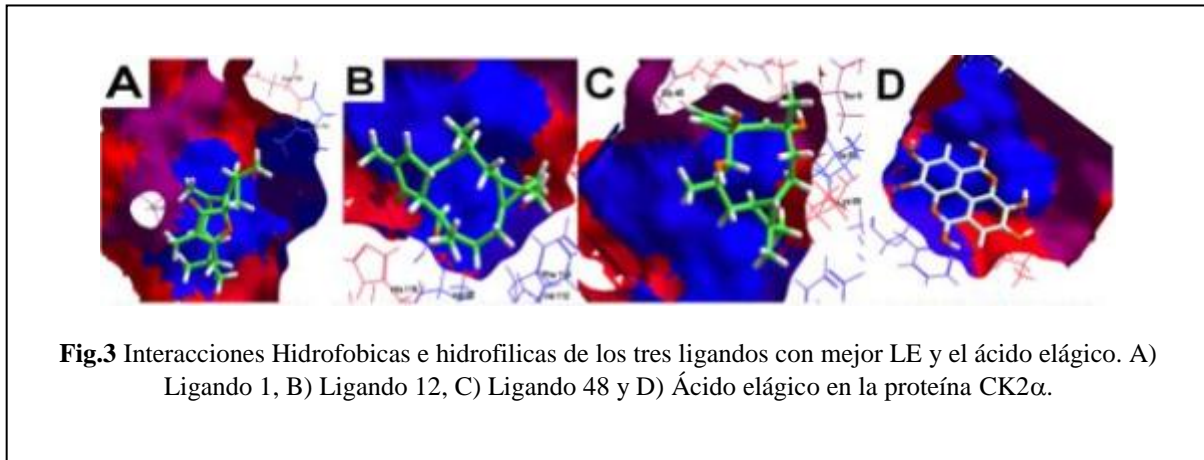 A B C D
Fig.3 Interacciones Hidrofobicas e hidrofilicas de los tres ligandos con mejor LE y el ácido elágico. A)
Ligando 1, B) Ligando 12, C) Ligando 48 y D) Ácido elágico en la proteína CK2α.